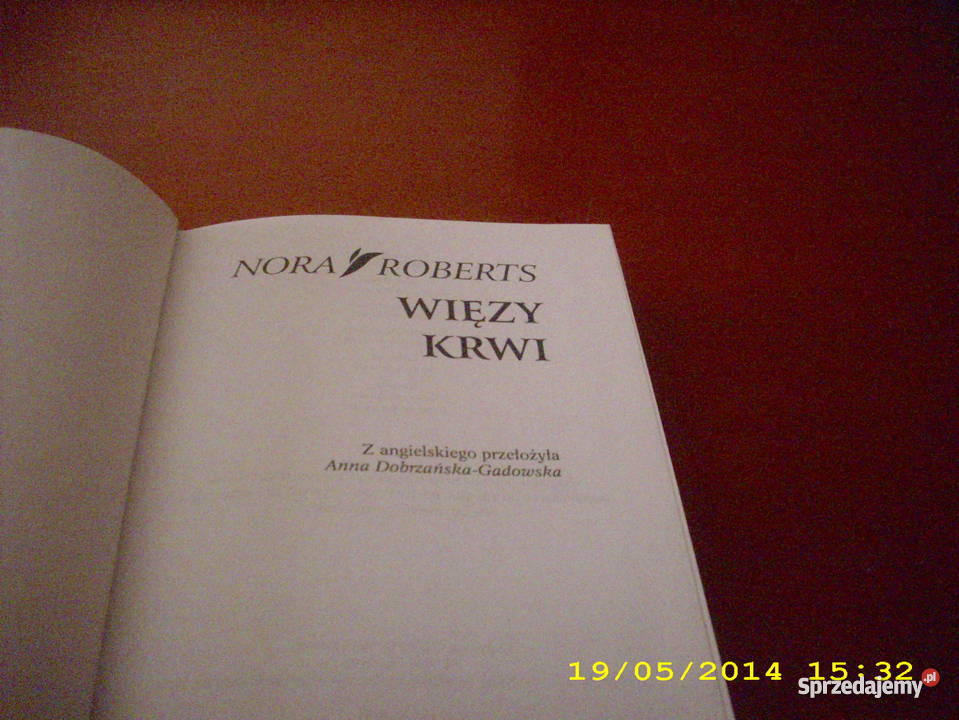 NORA ROBERTS
WIĘZY
KRWI
Z angielskiego przełożyła
Anna Dobrzańska-Gadowska
19/05/2014 15:32
Sprzedajemy.pl